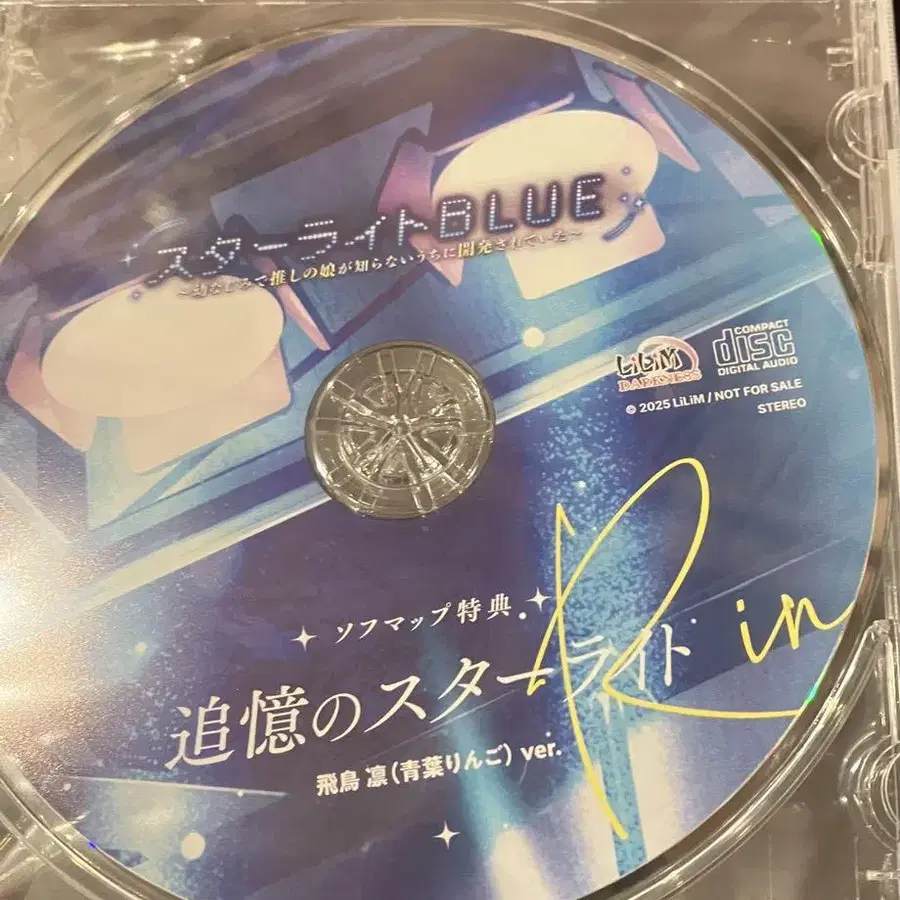 スターライトBLUE
～幼なじみで推しの娘が知らないうちに開発されていた～
LiLiM
DARKNESS
COMPACT
disc
DIGITAL AUDIO
© 2025 LiLiM / NOT FOR SALE
STEREO
ソフマップ特典
追憶のスターライト
Rin
飛鳥 凛(青葉りんご) ver.